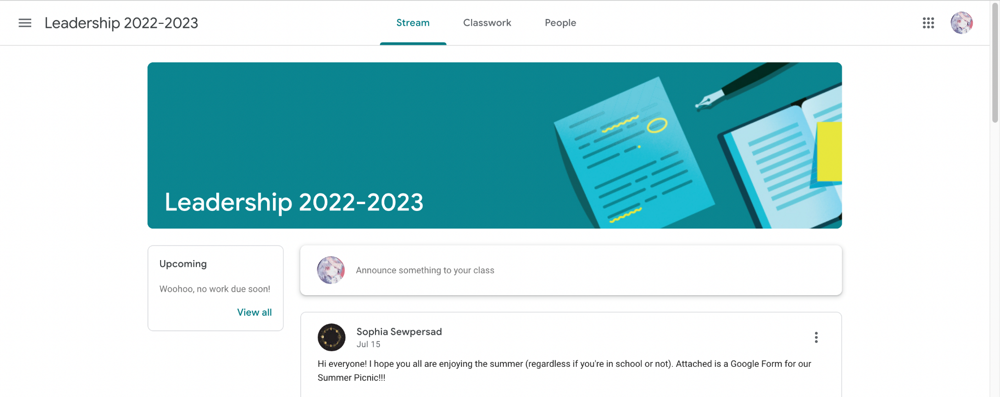 Leadership 2022-2023
Stream
Classwork
People
Leadership 2022-2023
Upcoming
Woohoo, no work due soon!
View all
Announce something to your class
Sophia Sewpersad
Jul 15
Hi everyone! I hope you all are enjoying the summer (regardless if you're in school or not). Attached is a Google Form for our
Summer Picnic!!!